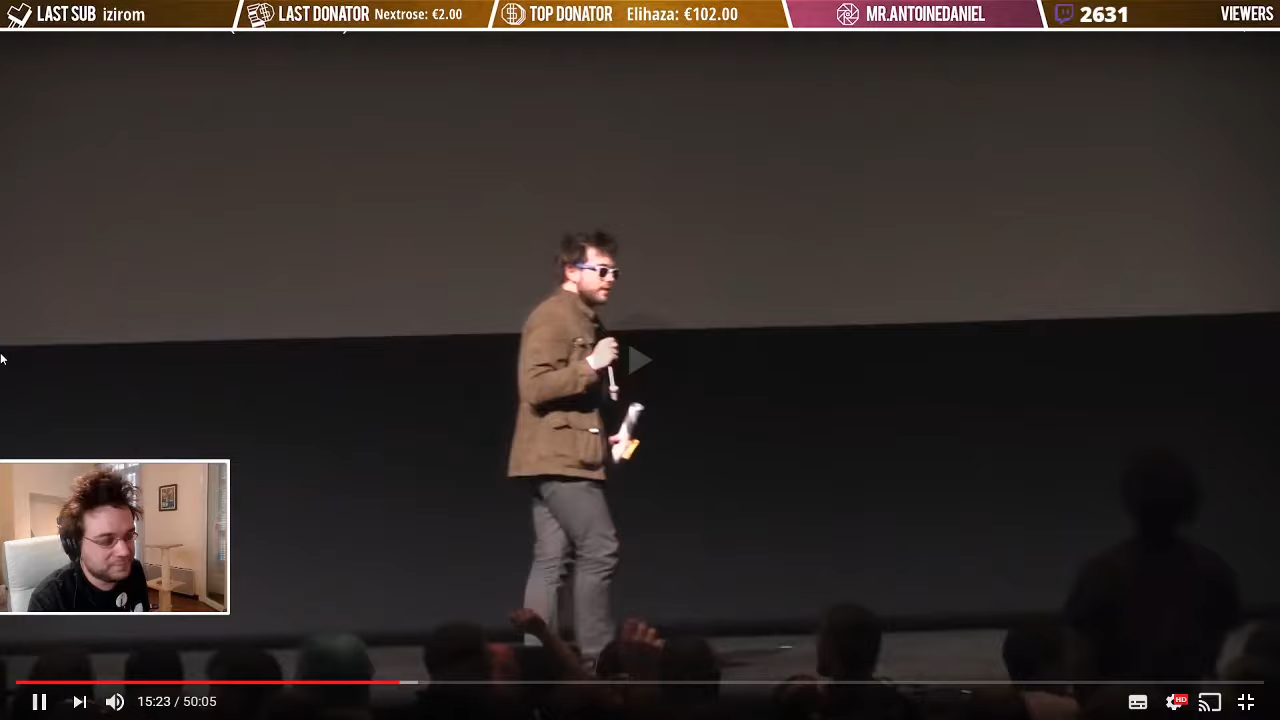 LAST SUB izirom
LAST DONATOR Nextrose: €2.00
TOP DONATOR Elihaza: €102.00
MR.ANTOINEDANIEL
2631 VIEWERS
15:23 / 50:05
HD